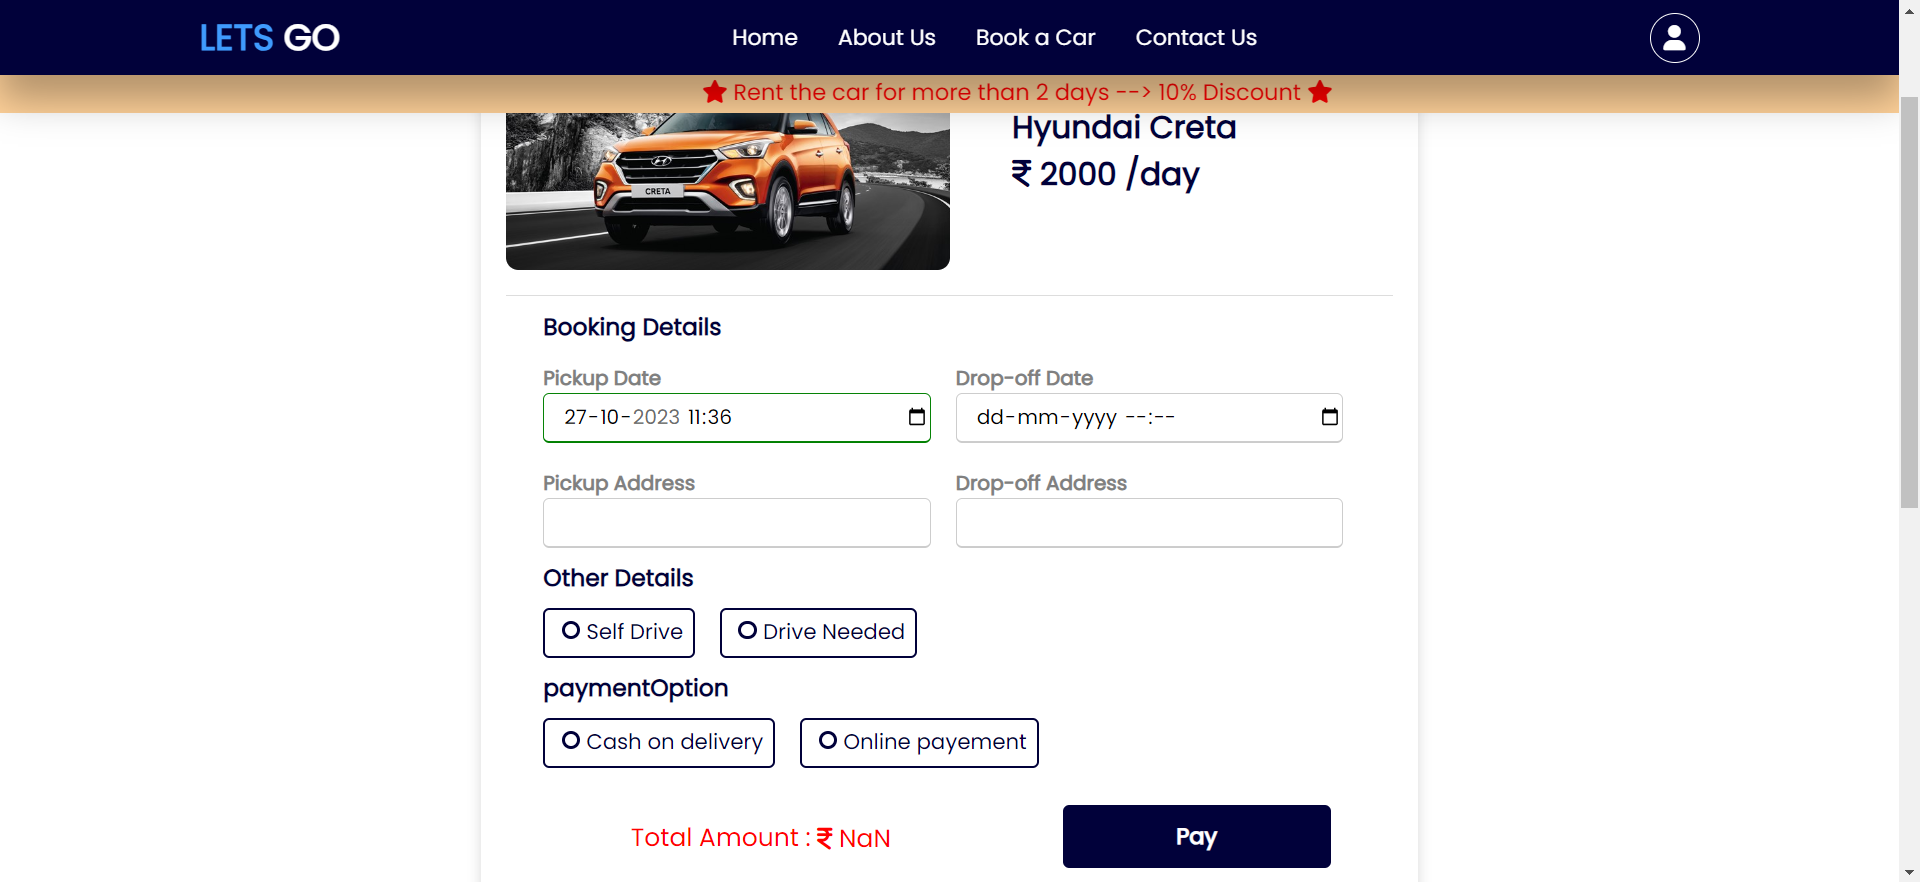 LETS GO
Home About Us Book a Car Contact Us
Rent the car for more than 2 days --> 10% Discount
Hyundai Creta
₹ 2000 /day
CRETA
Booking Details
Pickup Date Drop-off Date
27-10-2023 11:36 dd-mm-yyyy --:--
Pickup Address Drop-off Address
Other Details
Self Drive Drive Needed
paymentOption
Cash on delivery Online payement
Total Amount : ₹ NaN Pay